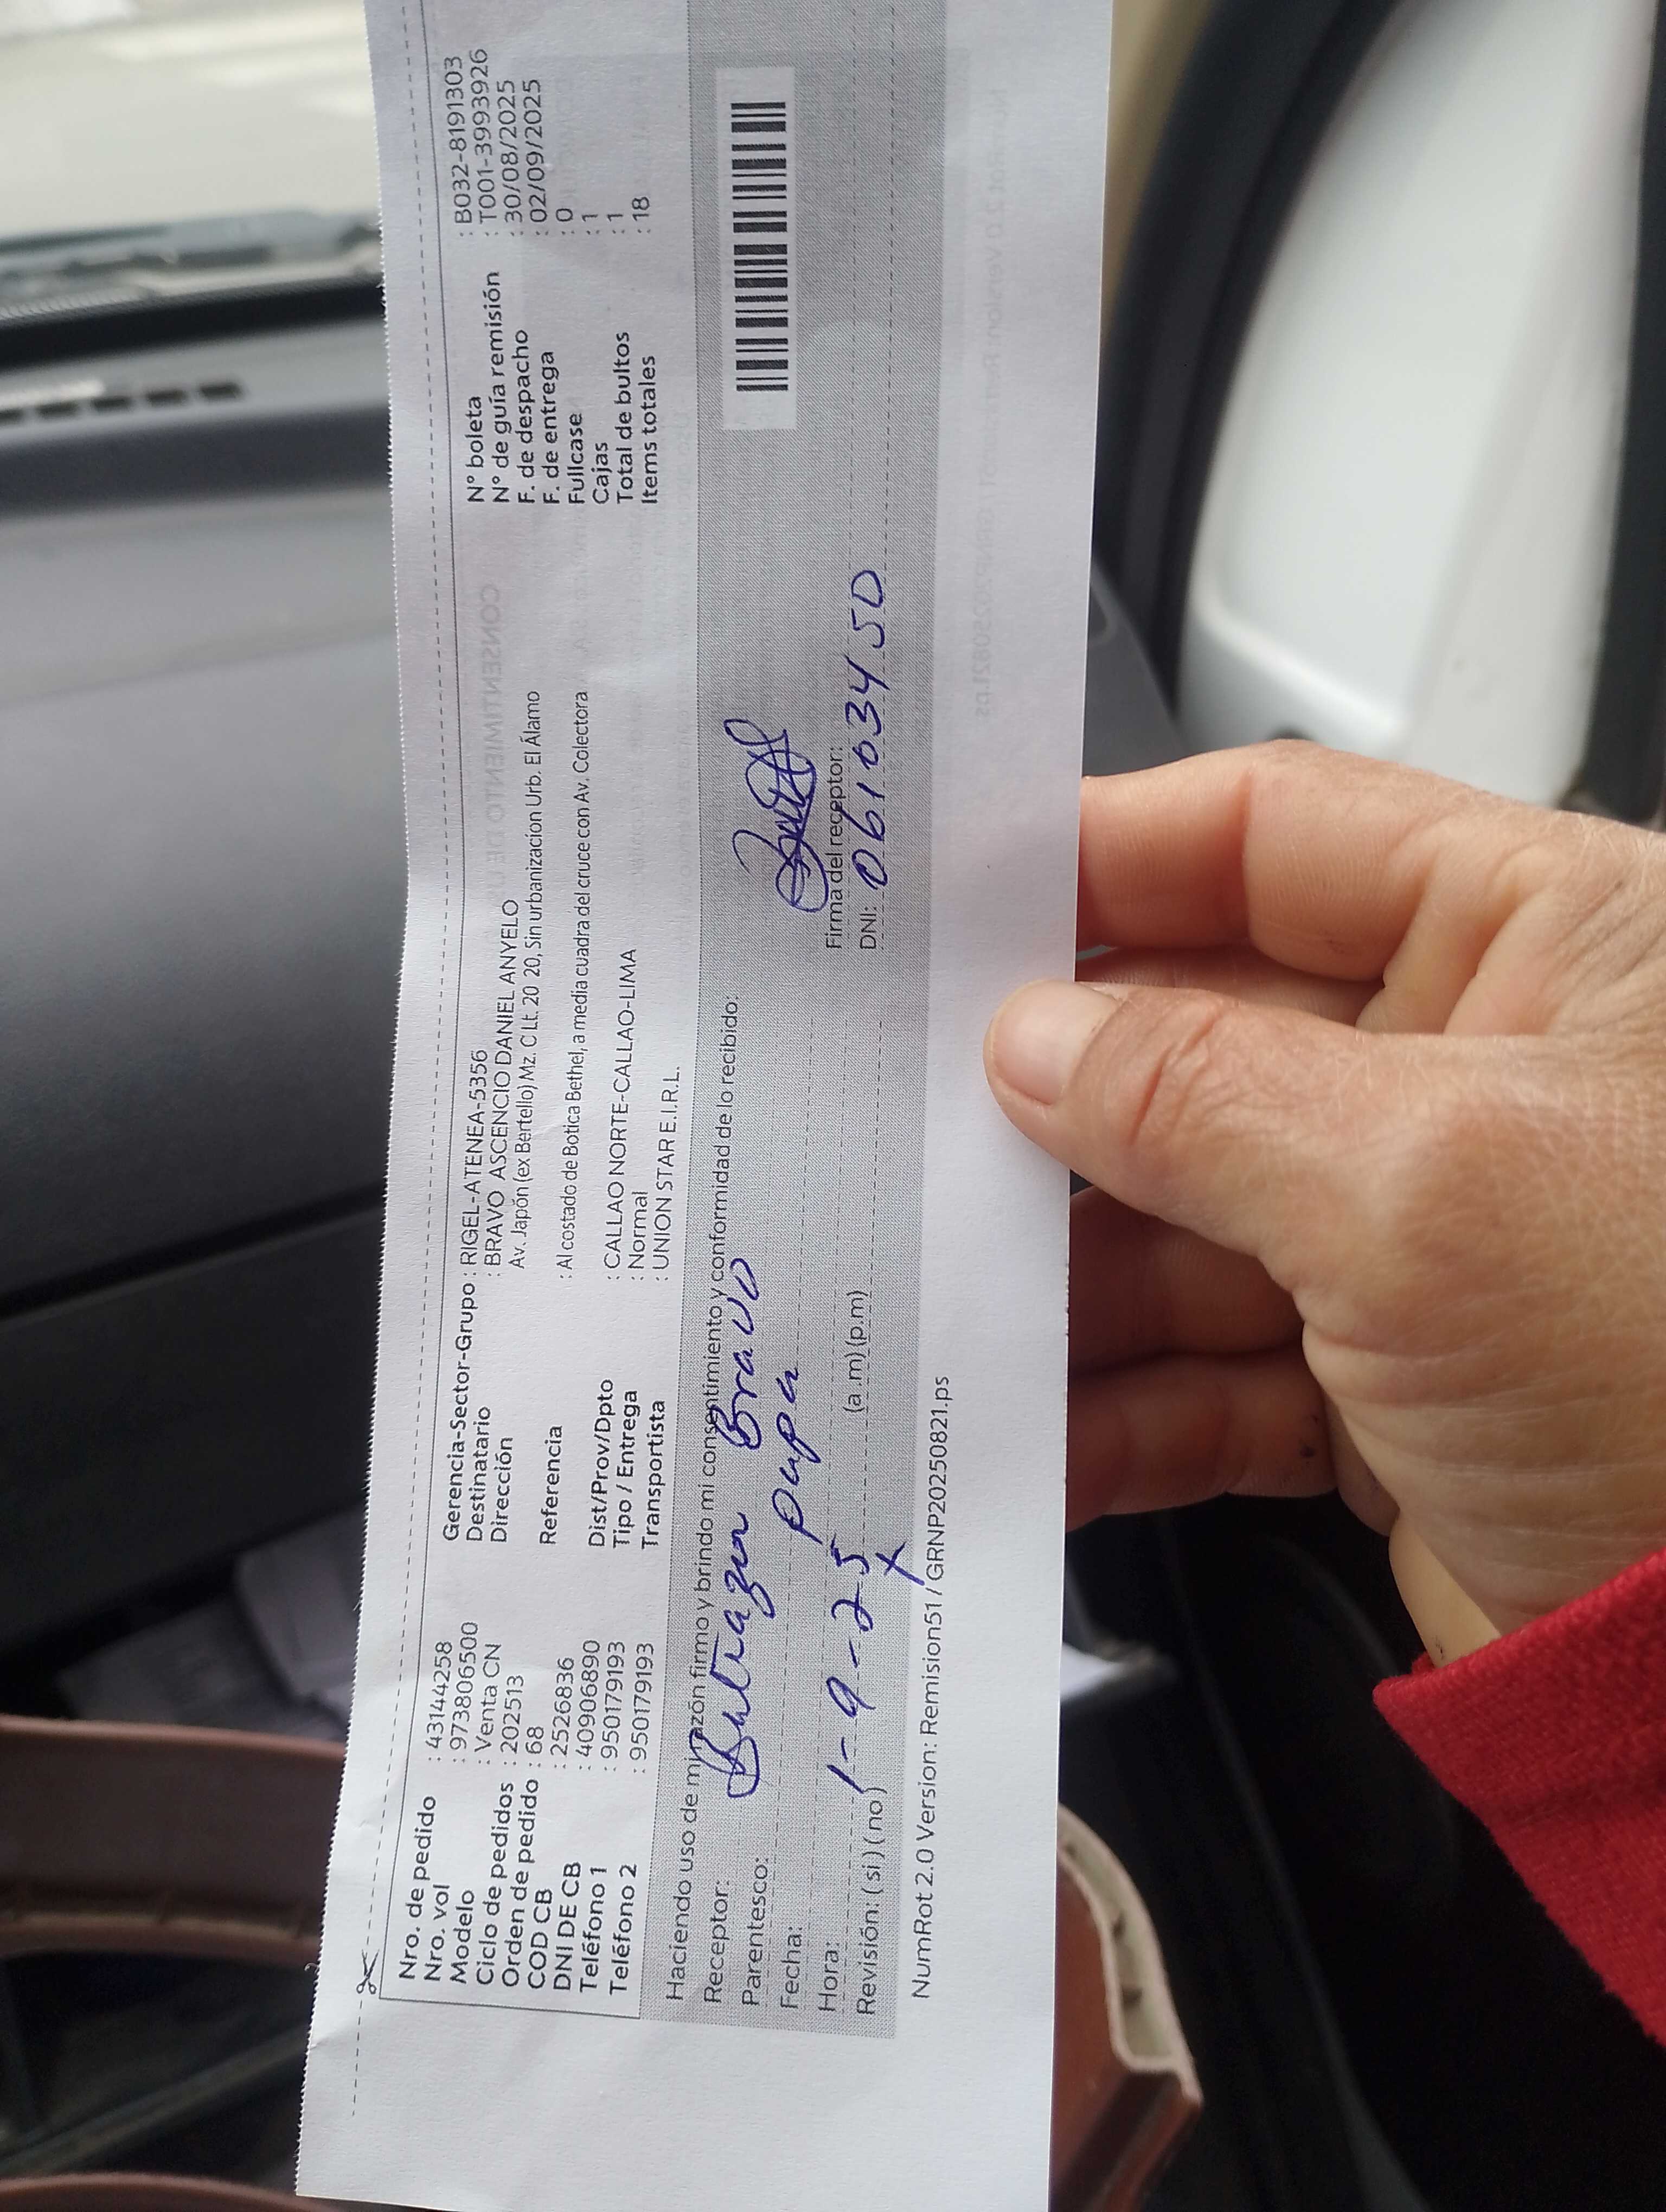 Nro. de pedido : 43144258
Nro. vol : 973806500
Modelo : Venta CN
Ciclo de pedidos : 202513
Orden de pedido : 68
COD CB : 2526836
DNI DE CB : 40906890
Teléfono 1 : 950179193
Teléfono 2 : 950179193
Gerencia-Sector-Grupo : RIGEL-ATENEA-5356
Destinatario : BRAVO ASCENCIO DANIEL ANYELO
Dirección Av. Japón (ex Bertello) Mz. C Lt. 20 20, Sin urbanizacion Urb. El Álamo
Referencia : Al costado de Botica Bethel, a media cuadra del cruce con Av. Colectora
Dist/Prov/Dpto : CALLAO NORTE-CALLAO-LIMA
Tipo / Entrega : Normal
Transportista : UNION STAR E.I.R.L.
N° boleta : B032-8191303
N° de guía remisión : T001-39993926
F. de despacho : 30/08/2025
F. de entrega : 02/09/2025
Fullcase : 0
Cajas : 1
Total de bultos : 1
Items totales : 18
Haciendo uso de mi razón firmo y brindo mi consentimiento y conformidad de lo recibido:
Receptor: Bravo
Parentesco: papa
Fecha: 1-9-25
Hora: (a.m) (p.m)
Revisión: ( si ) ( no ) x
Firma del receptor:
DNI: 06103450
NumRot 2.0 Version: Remision51 / GRNP20250821.ps